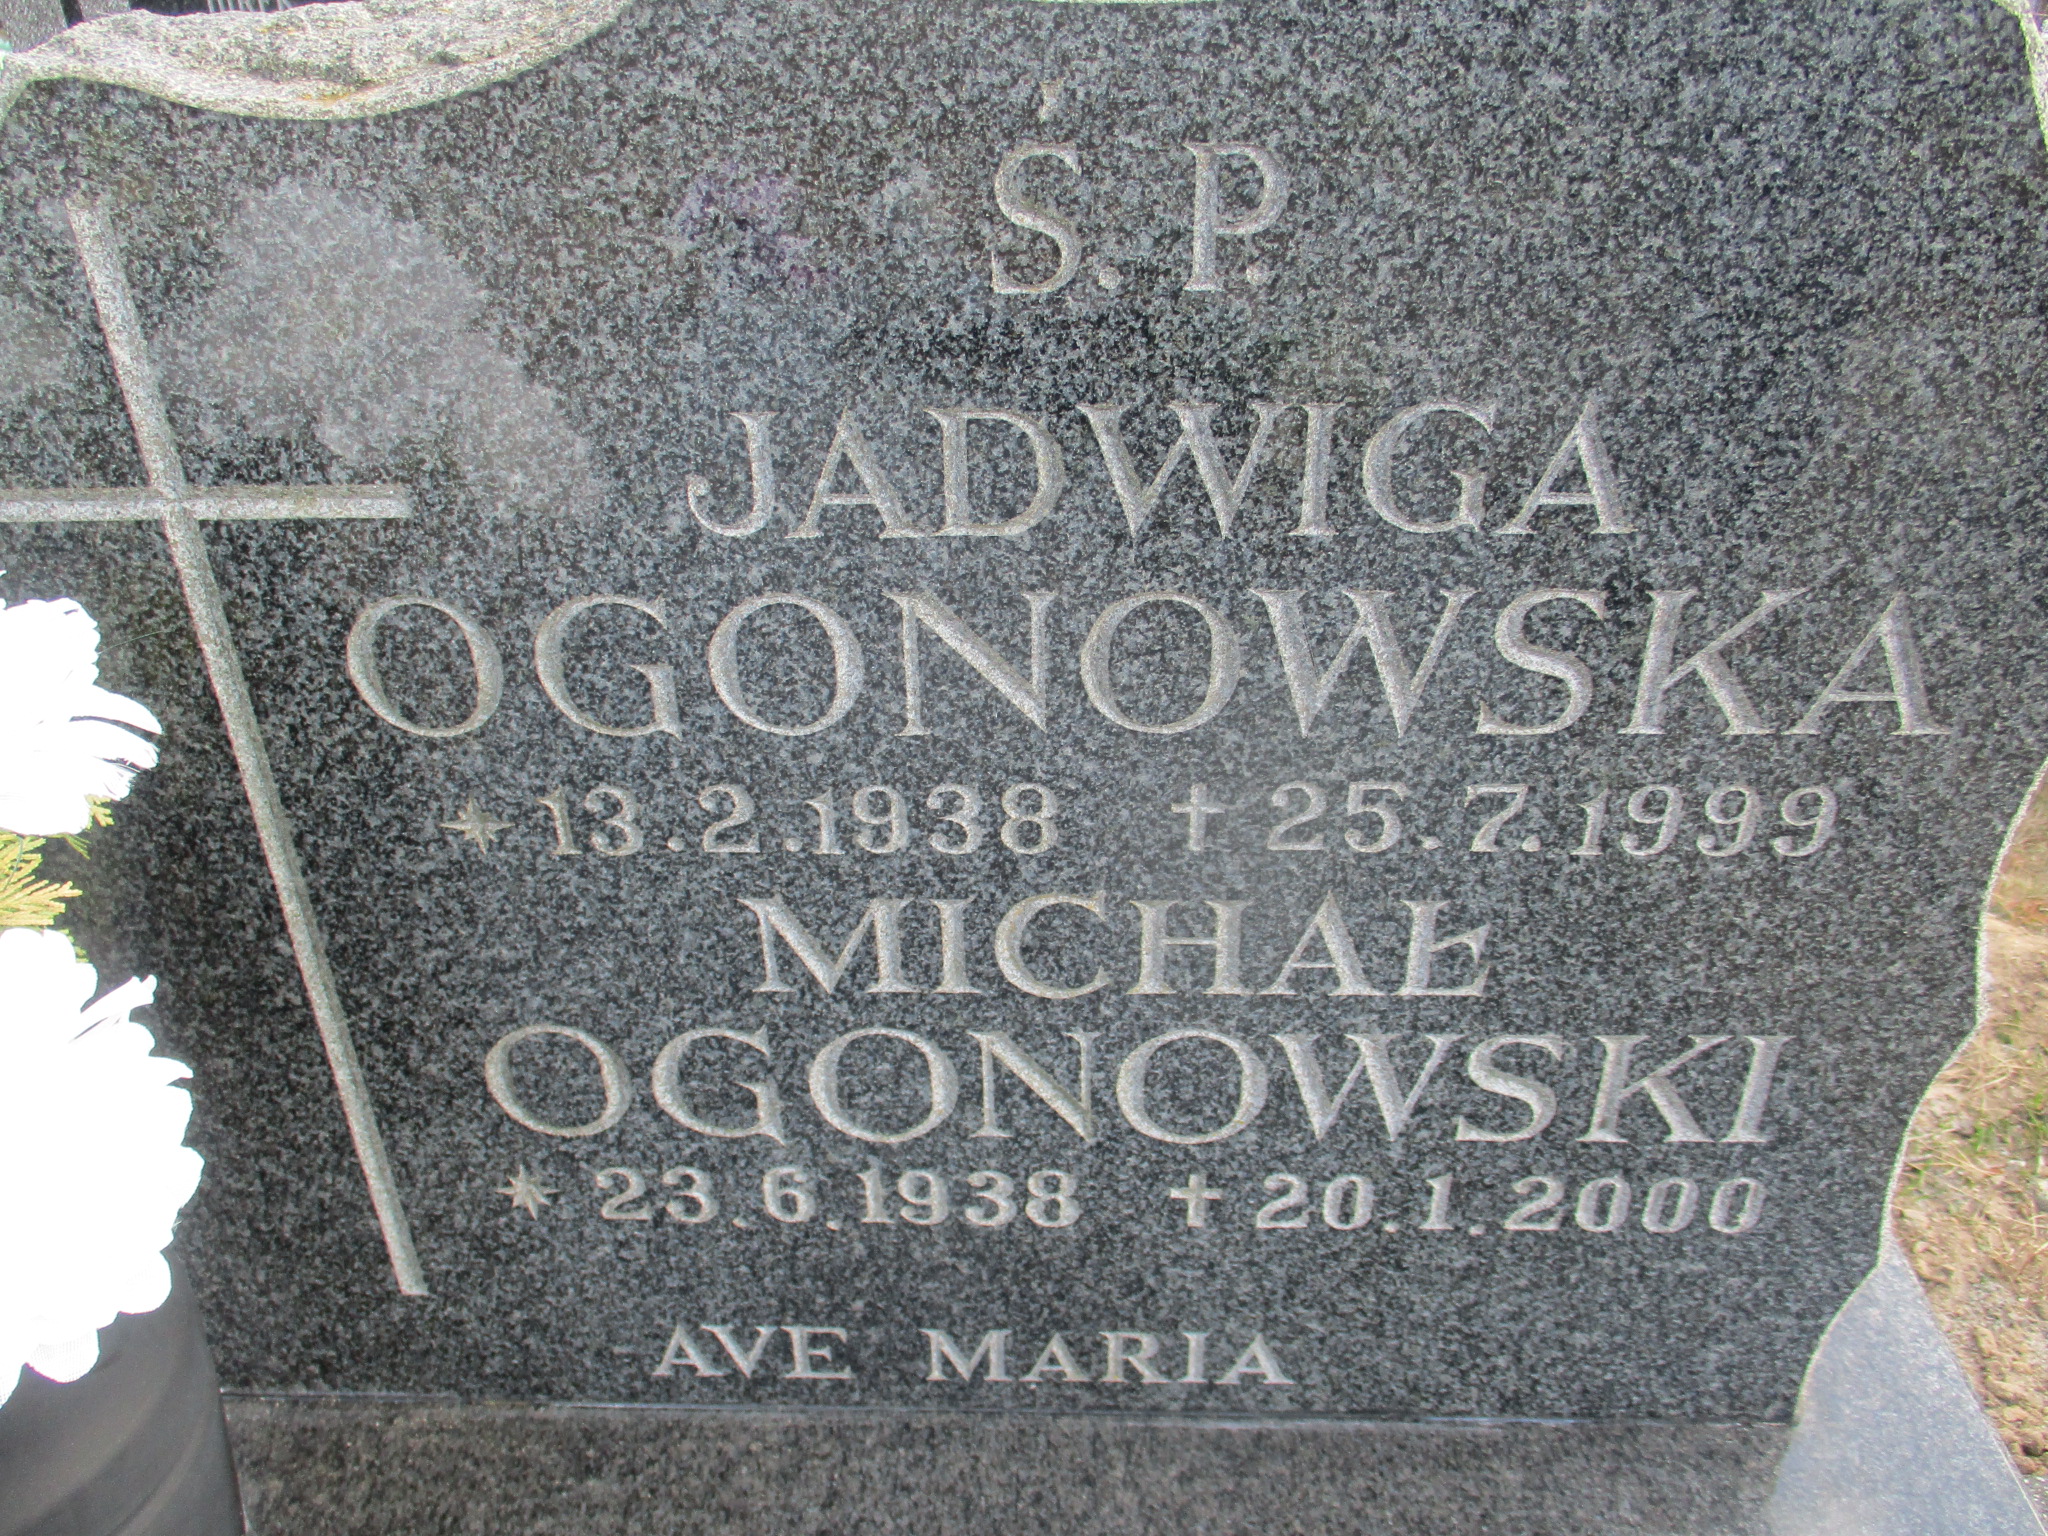 Ś. P.
JADWIGA
OGONOWSKA
* 13.2.1938 † 25.7.1999
MICHAŁ
OGONOWSKI
* 23.6.1938 † 20.1.2000
AVE MARIA